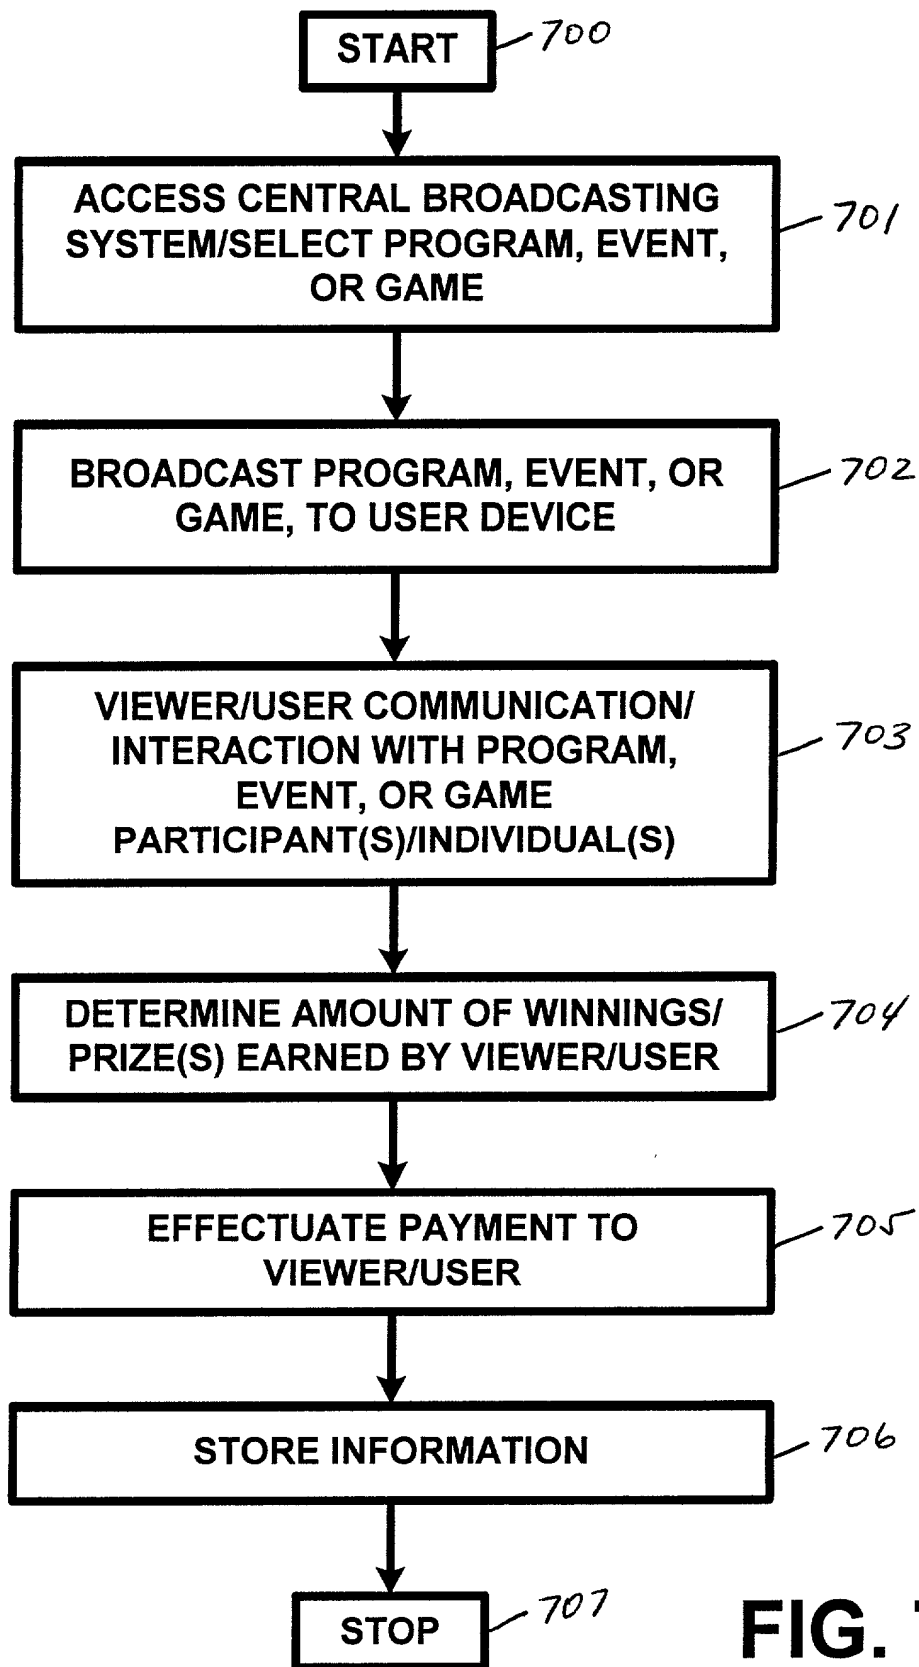 START
700
ACCESS CENTRAL BROADCASTING
SYSTEM/SELECT PROGRAM, EVENT,
OR GAME
701
BROADCAST PROGRAM, EVENT, OR
GAME, TO USER DEVICE
702
VIEWER/USER COMMUNICATION/
INTERACTION WITH PROGRAM,
EVENT, OR GAME
PARTICIPANT(S)/INDIVIDUAL(S)
703
DETERMINE AMOUNT OF WINNINGS/
PRIZE(S) EARNED BY VIEWER/USER
704
EFFECTUATE PAYMENT TO
VIEWER/USER
705
STORE INFORMATION
706
STOP
707
FIG.